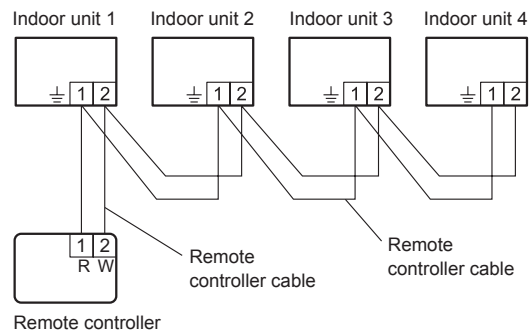 Indoor unit 1 Indoor unit 2 Indoor unit 3 Indoor unit 4
1 2 1 2 1 2 1 2
1 2
R W
Remote
controller cable
Remote
controller cable
Remote controller